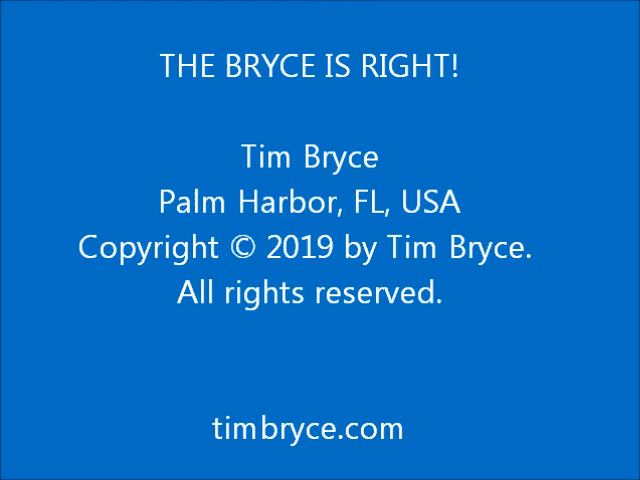 THE BRYCE IS RIGHT!
Tim Bryce
Palm Harbor, FL, USA
Copyright © 2019 by Tim Bryce.
All rights reserved.
timbryce.com